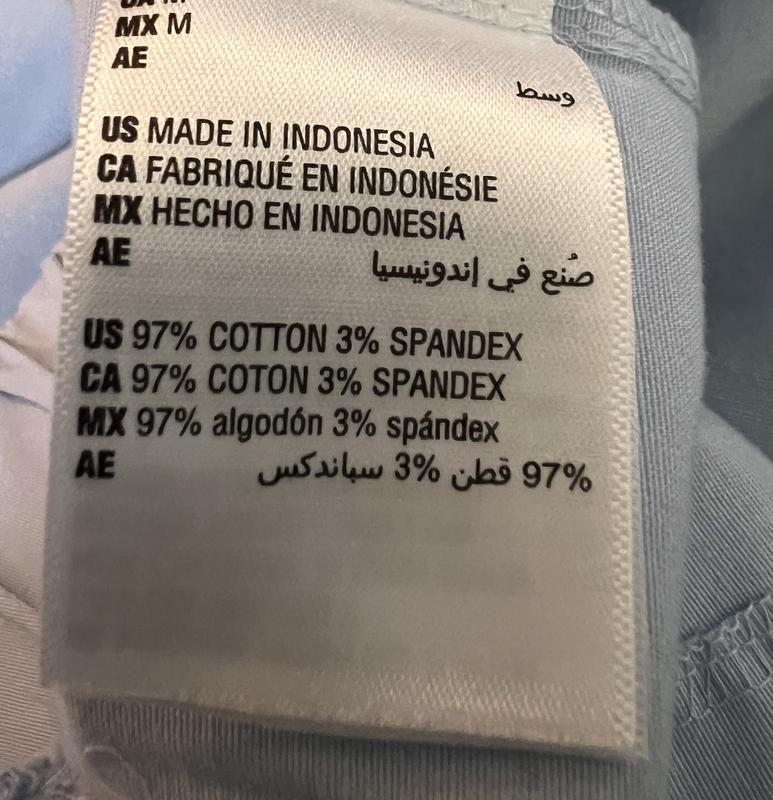 MX M
AE
وسط
US MADE IN INDONESIA
CA FABRIQUÉ EN INDONÉSIE
MX HECHO EN INDONESIA
AE صُنع في إندونيسيا
US 97% COTTON 3% SPANDEX
CA 97% COTON 3% SPANDEX
MX 97% algodón 3% spándex
AE 97% قطن 3% سباندكس